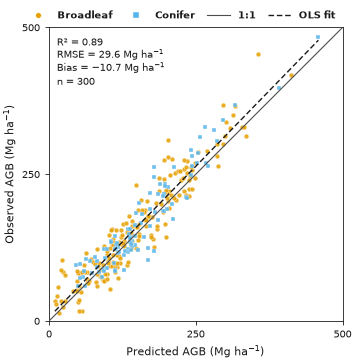 Broadleaf Conifer 1:1 OLS fit
500
R² = 0.89
RMSE = 29.6 Mg ha⁻¹
Bias = −10.7 Mg ha⁻¹
n = 300
Observed AGB (Mg ha⁻¹)
250
0
0 250 500
Predicted AGB (Mg ha⁻¹)